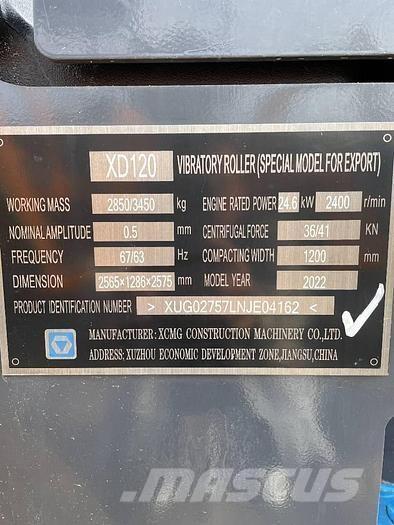 XD120 VIBRATORY ROLLER(SPECIAL MODEL FOR EXPORT)
WORKING MASS 2850/3450 kg ENGINE RATED POWER 24.6 kW 2400 r/min
NOMINAL AMPLITUDE 0.5 mm CENTRIFUGAL FORCE 36/41 KN
FREQUENCY 67/63 Hz COMPACTING WIDTH 1200 mm
DIMENSION 2565×1286×2575 mm MODEL YEAR 2022
PRODUCT IDENTIFICATION NUMBER > XUG02757LNJE04162 <
MANUFACTURER: XCMG CONSTRUCTION MACHINERY CO.,LTD.
ADDRESS: XUZHOU ECONOMIC DEVELOPMENT ZONE,JIANGSU,CHINA
MASCUS